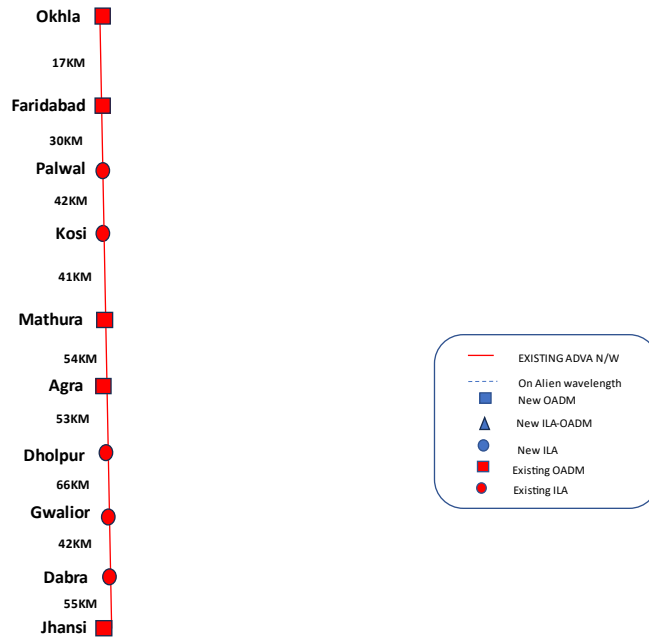 Okhla
17KM
Faridabad
30KM
Palwal
42KM
Kosi
41KM
Mathura
54KM
Agra
53KM
Dholpur
66KM
Gwalior
42KM
Dabra
55KM
Jhansi
EXISTING ADVA N/W
On Alien wavelength
New OADM
New ILA-OADM
New ILA
Existing OADM
Existing ILA